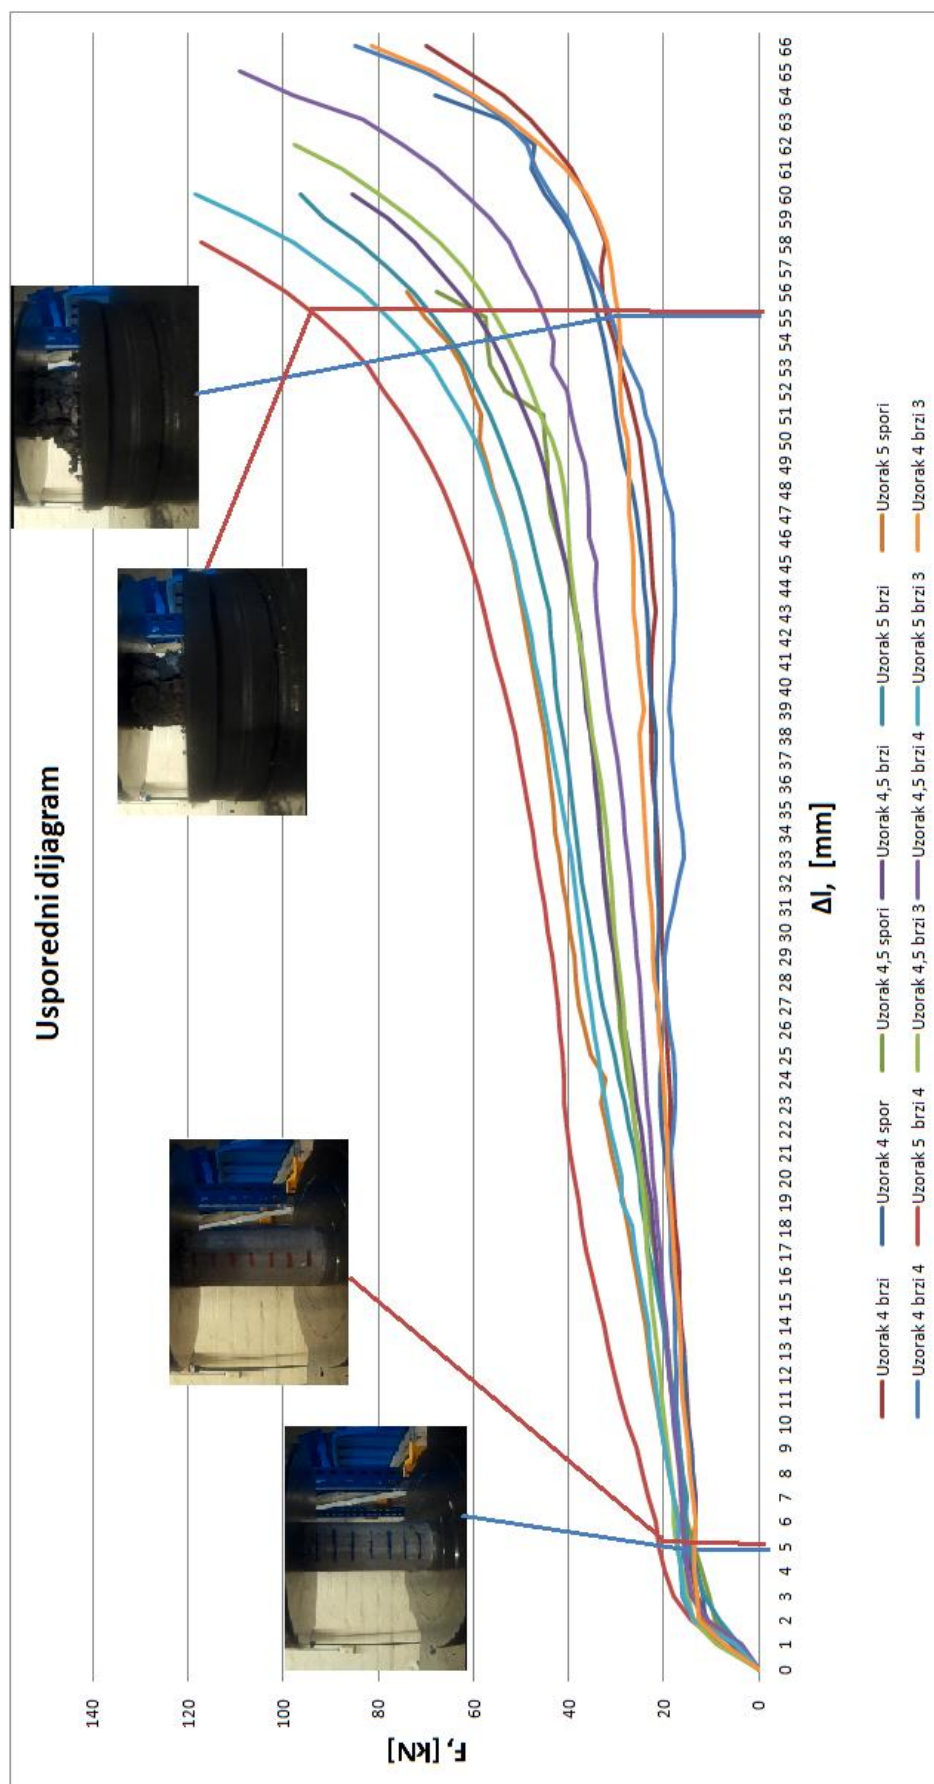 Usporedni dijagram
F, [kN]
140
120
100
80
60
40
20
0
0 1 2 3 4 5 6 7 8 9 10 11 12 13 14 15 16 17 18 19 20 21 22 23 24 25 26 27 28 29 30 31 32 33 34 35 36 37 38 39 40 41 42 43 44 45 46 47 48 49 50 51 52 53 54 55 56 57 58 59 60 61 62 63 64 65 66
Δl, [mm]
Uzorak 4 brzi Uzorak 4 spor Uzorak 4,5 spori Uzorak 4,5 brzi Uzorak 5 brzi Uzorak 5 spori
Uzorak 4 brzi 4 Uzorak 5 brzi 4 Uzorak 4,5 brzi 3 Uzorak 4,5 brzi 4 Uzorak 5 brzi 3 Uzorak 4 brzi 3